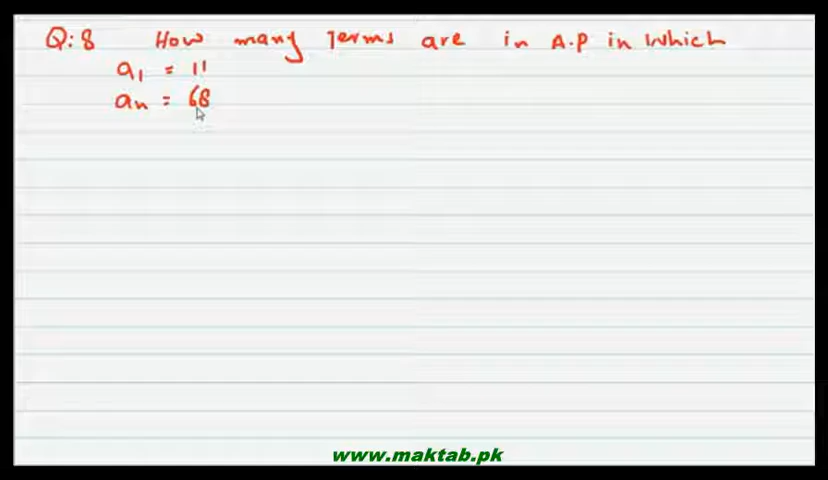 Q:8 How many Terms are in A.P in which
a₁ = 11
aₙ = 68
www.maktab.pk